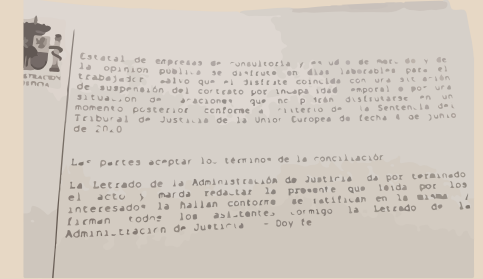 Estatal de empresas de consultoría y estudios de mercado y de
la opinión pública se disfrute en días laborables para el
trabajador salvo que el disfrute coincida con una situación
de suspensión del contrato por incapacidad temporal o por una
situación de vacaciones que no podrán disfrutarse en un
momento posterior conforme a criterio de la Sentencia del
Tribunal de Justicia de la Unión Europea de fecha 4 de junio
de 2020
Las partes aceptan los términos de la conciliación
La Letrado de la Administración de Justicia da por terminado
el acto y manda redactar la presente que leída por los
interesados la hallan conforme se ratifican en la misma y
firman todos los asistentes conmigo la Letrado de la
Administración de Justicia - Doy fe